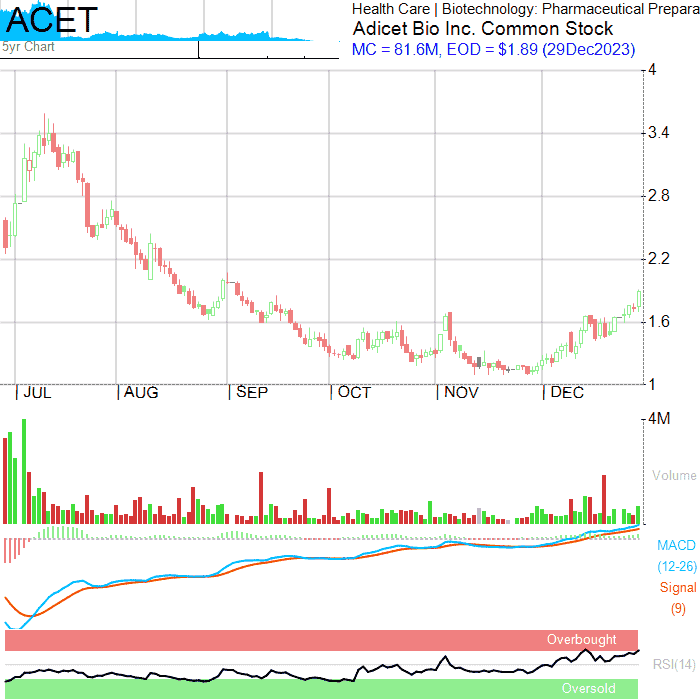 ACET
5yr Chart
Health Care | Biotechnology: Pharmaceutical Prepara
Adicet Bio Inc. Common Stock
MC = 81.6M, EOD = $1.89 (29Dec2023)
4
3.4
2.8
2.2
1.6
1
JUL AUG SEP OCT NOV DEC
4M
Volume
MACD
(12-26)
Signal
(9)
Overbought
RSI(14)
Oversold